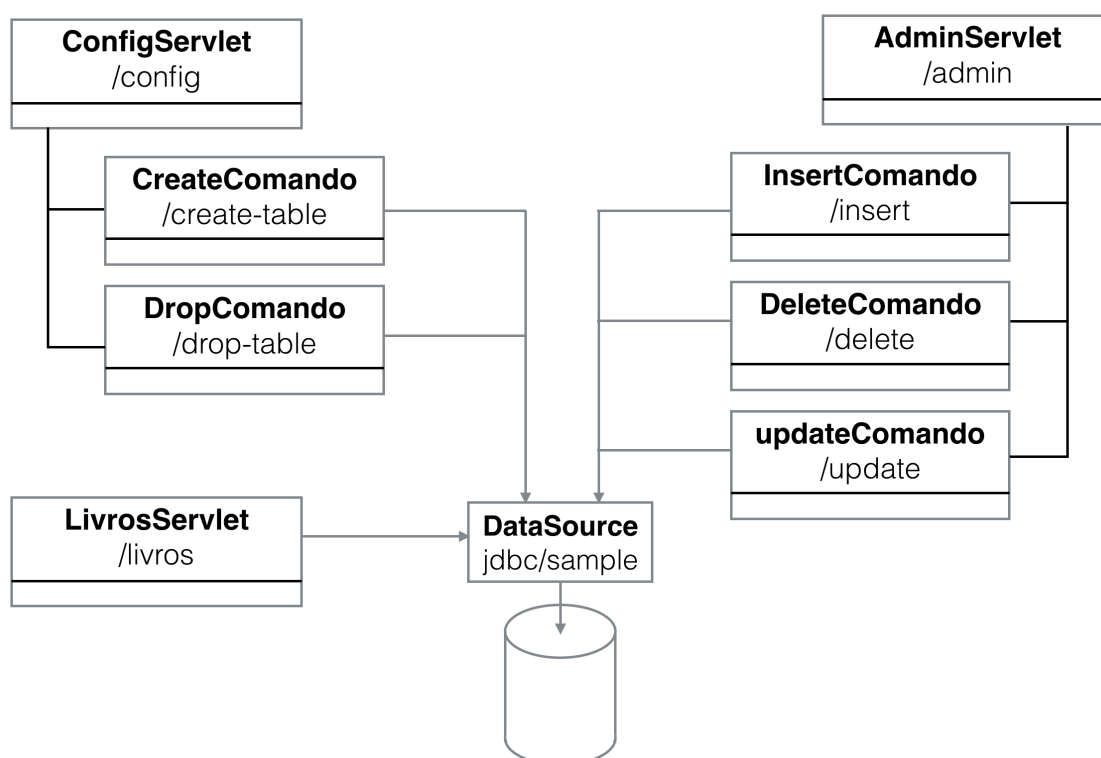 ConfigServlet
/config
AdminServlet
/admin
CreateComando
/create-table
InsertComando
/insert
DropComando
/drop-table
DeleteComando
/delete
updateComando
/update
LivrosServlet
/livros
DataSource
jdbc/sample